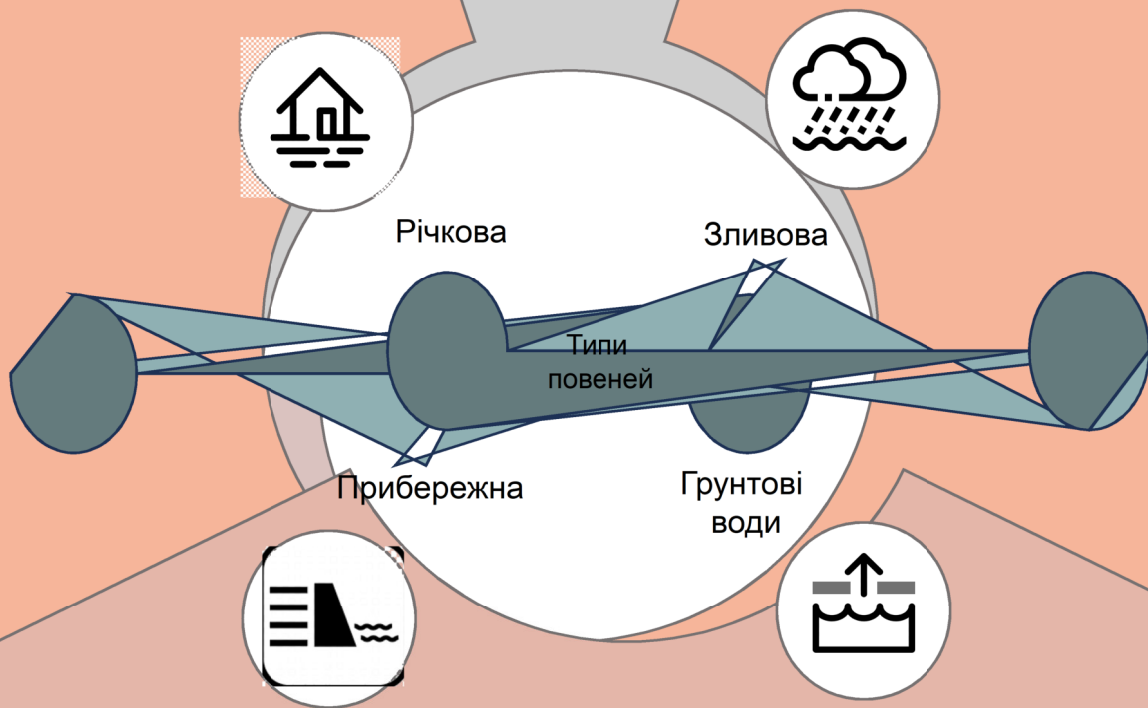 Річкова
Зливова
Типи
повеней
Прибережна
Грунтові
води